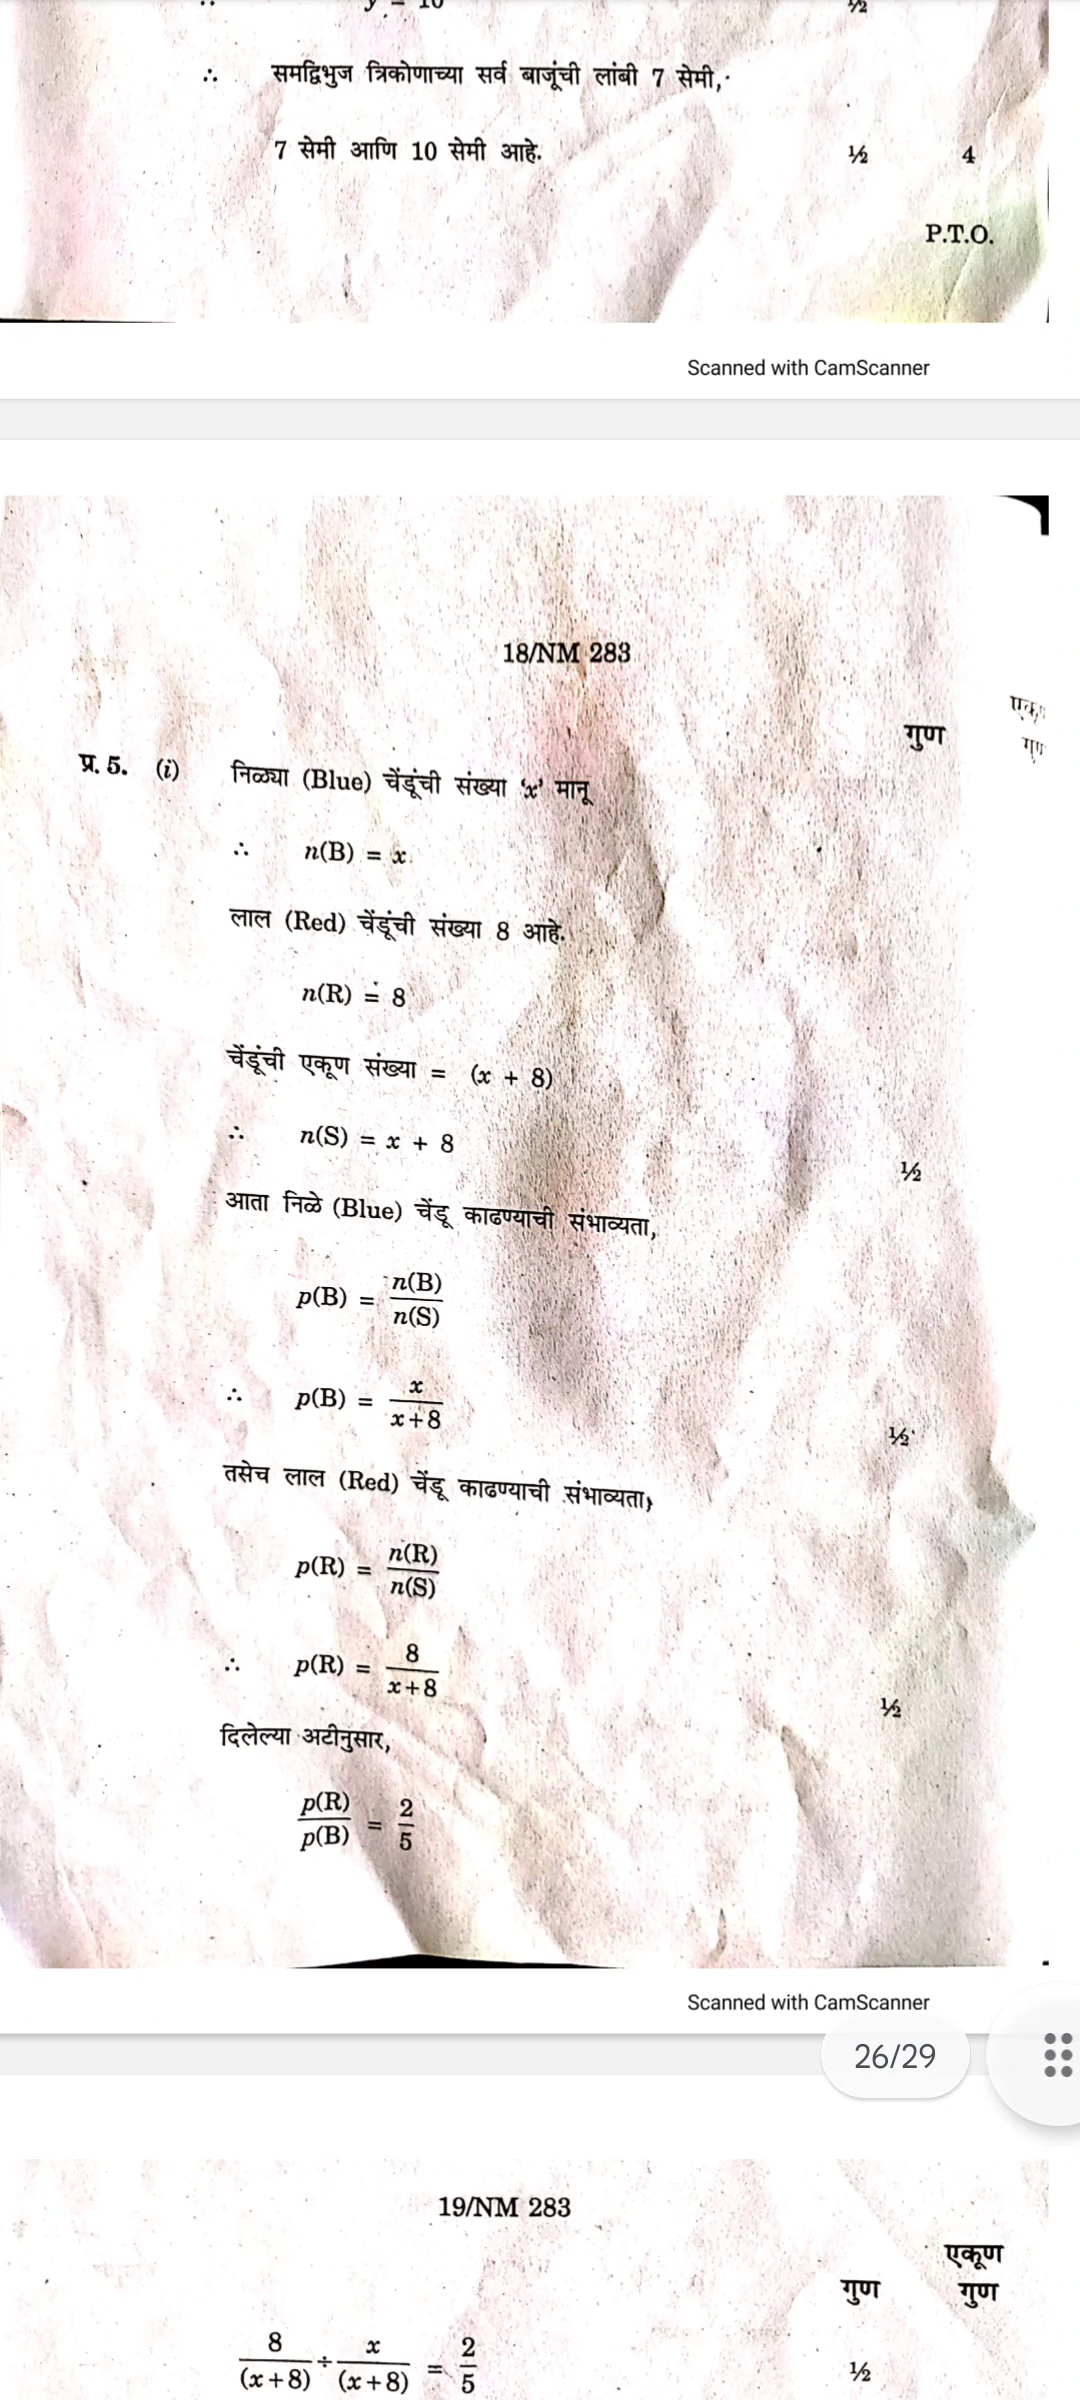 ∴ समद्विभुज त्रिकोणाच्या सर्व बाजूंची लांबी 7 सेमी,
7 सेमी आणि 10 सेमी आहे. ½ 4
P.T.O.
Scanned with CamScanner
18/NM 283
गुण
प्र. 5. (i) निळ्या (Blue) चेंडूंची संख्या ‘x’ मानू
∴ n(B) = x
लाल (Red) चेंडूंची संख्या 8 आहे.
n(R) = 8
चेंडूंची एकूण संख्या = (x + 8)
∴ n(S) = x + 8
½
आता निळे (Blue) चेंडू काढण्याची संभाव्यता,
p(B) = n(B)/n(S)
∴ p(B) = x/x+8
½
तसेच लाल (Red) चेंडू काढण्याची संभाव्यता,
p(R) = n(R)/n(S)
∴ p(R) = 8/x+8
½
दिलेल्या अटीनुसार,
p(R)/p(B) = 2/5
Scanned with CamScanner
26/29
19/NM 283
एकूण
गुण गुण
8/(x+8) ÷ x/(x+8) = 2/5 ½